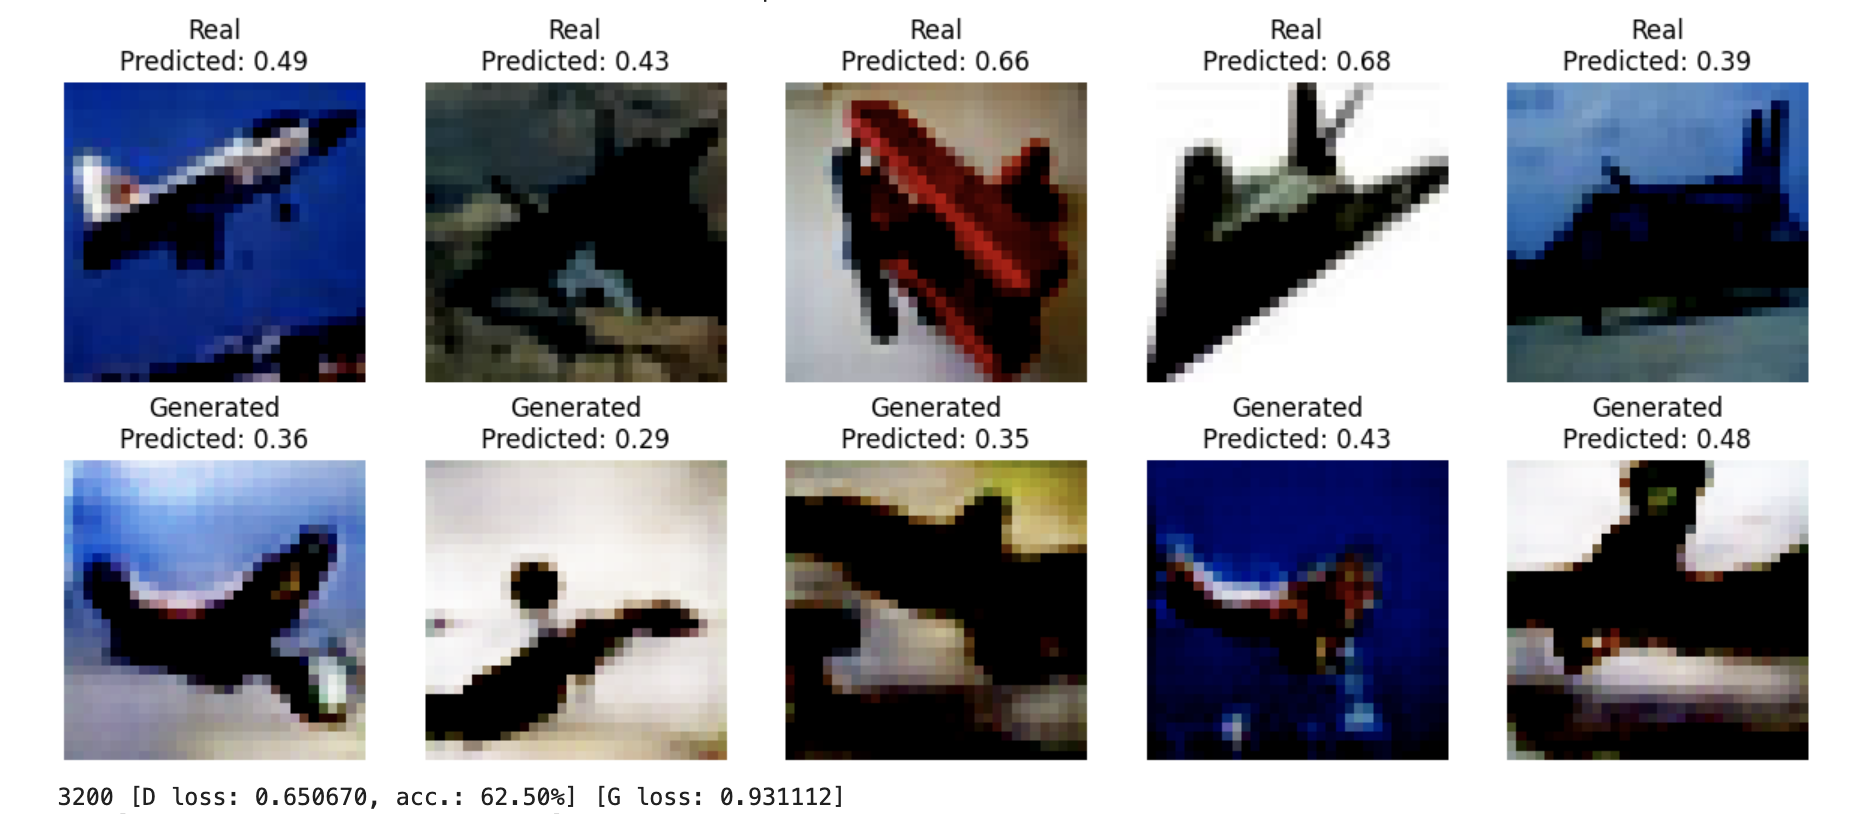 Real Real Real Real Real
Predicted: 0.49 Predicted: 0.43 Predicted: 0.66 Predicted: 0.68 Predicted: 0.39
Generated Generated Generated Generated Generated
Predicted: 0.36 Predicted: 0.29 Predicted: 0.35 Predicted: 0.43 Predicted: 0.48
3200 [D loss: 0.650670, acc.: 62.50%] [G loss: 0.931112]